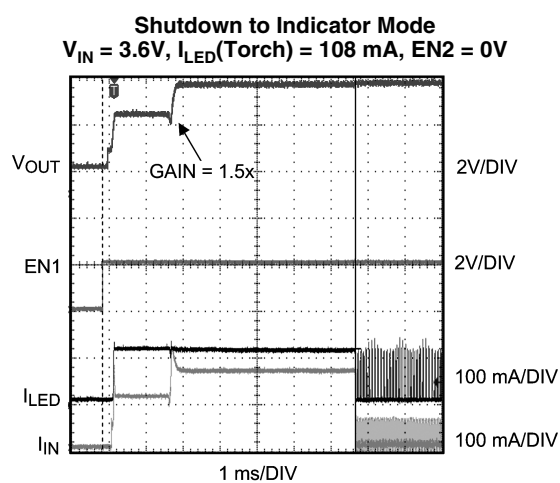 Shutdown to Indicator Mode
VIN = 3.6V, ILED(Torch) = 108 mA, EN2 = 0V
T
VOUT
GAIN = 1.5x
2V/DIV
EN1
2V/DIV
100 mA/DIV
ILED
IIN
100 mA/DIV
1 ms/DIV